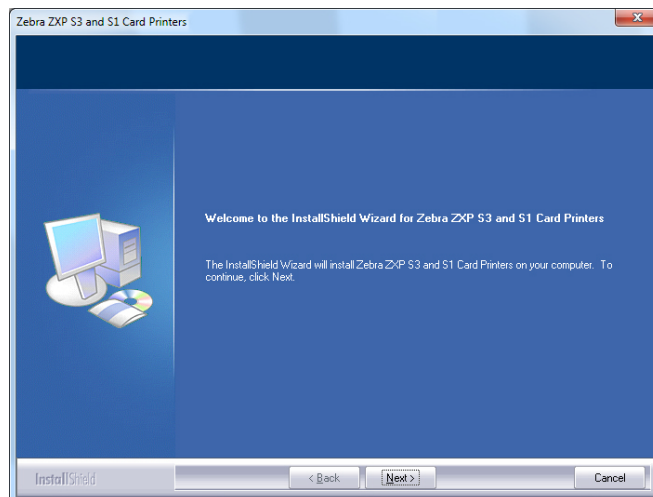 Zebra ZXP S3 and S1 Card Printers
Welcome to the InstallShield Wizard for Zebra ZXP S3 and S1 Card Printers
The InstallShield Wizard will install Zebra ZXP S3 and S1 Card Printers on your computer. To
continue, click Next.
InstallShield
< Back Next > Cancel